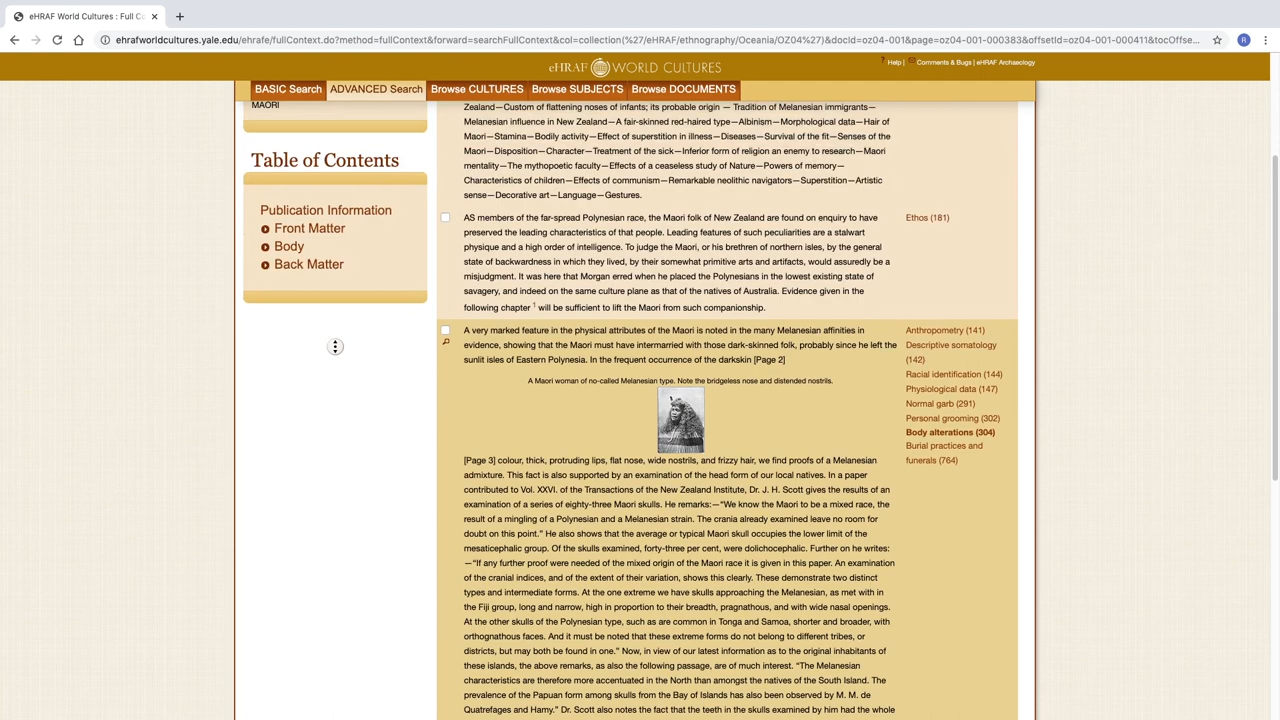 eHRAF World Cultures : Full Co
ehrafworldcultures.yale.edu/ehrafe/fullContext.do?method=fullContext&forward=searchFullContext&col=collection(%27/eHRAF/ethnography/Oceania/OZ04%27)&docId=oz04-001&page=oz04-001-000383&offsetId=oz04-001-000411&tocOffse...
R
eHRAF WORLD CULTURES
? Help | Comments & Bugs | eHRAF Archaeology
BASIC Search ADVANCED Search Browse CULTURES Browse SUBJECTS Browse DOCUMENTS
MAORI
Table of Contents
Publication Information
Front Matter
Body
Back Matter
Zealand—Custom of flattening noses of infants; its probable origin — Tradition of Melanesian immigrants—
Melanesian influence in New Zealand—A fair-skinned red-haired type—Albinism—Morphological data—Hair of
Maori—Stamina—Bodily activity—Effect of superstition in illness—Diseases—Survival of the fit—Senses of the
Maori—Disposition—Character—Treatment of the sick—Inferior form of religion an enemy to research—Maori
mentality—The mythopoetic faculty—Effects of a ceaseless study of Nature—Powers of memory—
Characteristics of children—Effects of communism—Remarkable neolithic navigators—Superstition—Artistic
sense—Decorative art—Language—Gestures.
AS members of the far-spread Polynesian race, the Maori folk of New Zealand are found on enquiry to have
preserved the leading characteristics of that people. Leading features of such peculiarities are a stalwart
physique and a high order of intelligence. To judge the Maori, or his brethren of northern isles, by the general
state of backwardness in which they lived, by their somewhat primitive arts and artifacts, would assuredly be a
misjudgment. It was here that Morgan erred when he placed the Polynesians in the lowest existing state of
savagery, and indeed on the same culture plane as that of the natives of Australia. Evidence given in the
following chapter 1 will be sufficient to lift the Maori from such companionship.
Ethos (181)
A very marked feature in the physical attributes of the Maori is noted in the many Melanesian affinities in
evidence, showing that the Maori must have intermarried with those dark-skinned folk, probably since he left the
sunlit isles of Eastern Polynesia. In the frequent occurrence of the darkskin [Page 2]
A Maori woman of no-called Melanesian type. Note the bridgeless nose and distended nostrils.
[Page 3] colour, thick, protruding lips, flat nose, wide nostrils, and frizzy hair, we find proofs of a Melanesian
admixture. This fact is also supported by an examination of the head form of our local natives. In a paper
contributed to Vol. XXVI. of the Transactions of the New Zealand Institute, Dr. J. H. Scott gives the results of an
examination of a series of eighty-three Maori skulls. He remarks:—“We know the Maori to be a mixed race, the
result of a mingling of a Polynesian and a Melanesian strain. The crania already examined leave no room for
doubt on this point.” He also shows that the average or typical Maori skull occupies the lower limit of the
mesaticephalic group. Of the skulls examined, forty-three per cent, were dolichocephalic. Further on he writes:
—“If any further proof were needed of the mixed origin of the Maori race it is given in this paper. An examination
of the cranial indices, and of the extent of their variation, shows this clearly. These demonstrate two distinct
types and intermediate forms. At the one extreme we have skulls approaching the Melanesian, as met with in
the Fiji group, long and narrow, high in proportion to their breadth, pragnathous, and with wide nasal openings.
At the other skulls of the Polynesian type, such as are common in Tonga and Samoa, shorter and broader, with
orthognathous faces. And it must be noted that these extreme forms do not belong to different tribes, or
districts, but may both be found in one.” Now, in view of our latest information as to the original inhabitants of
these islands, the above remarks, as also the following passage, are of much interest. “The Melanesian
characteristics are therefore more accentuated in the North than amongst the natives of the South Island. The
prevalence of the Papuan form among skulls from the Bay of Islands has also been observed by M. M. de
Quatrefages and Hamy.” Dr. Scott also notes the fact that the teeth in the skulls examined by him had the whole
Anthropometry (141)
Descriptive somatology
(142)
Racial identification (144)
Physiological data (147)
Normal garb (291)
Personal grooming (302)
Body alterations (304)
Burial practices and
funerals (764)